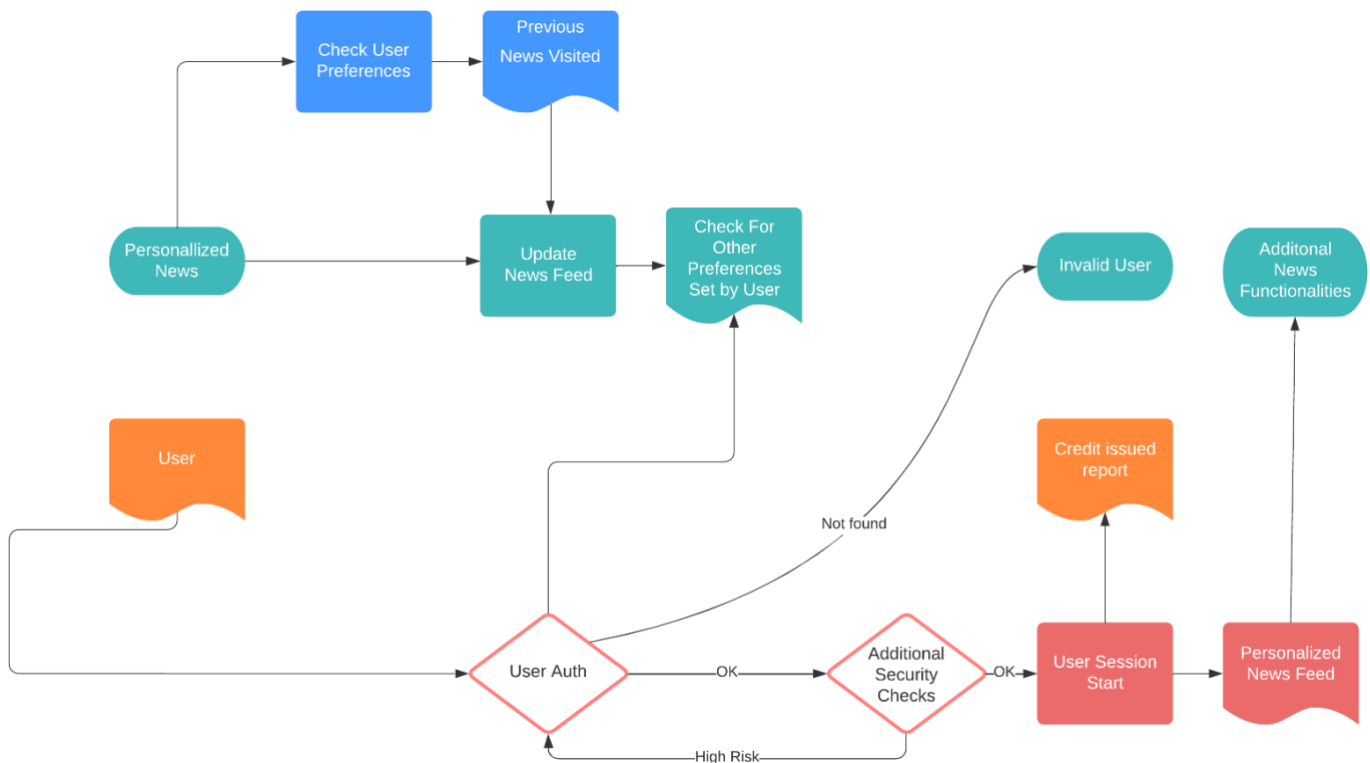 Check User
Preferences
Previous
News Visited
Personallized
News
Update
News Feed
Check For
Other
Preferences
Set by User
Invalid User
Additonal
News
Functionalities
User
Credit issued
report
Not found
User Auth
OK
Additional
Security
Checks
OK
User Session
Start
Personalized
News Feed
High Risk